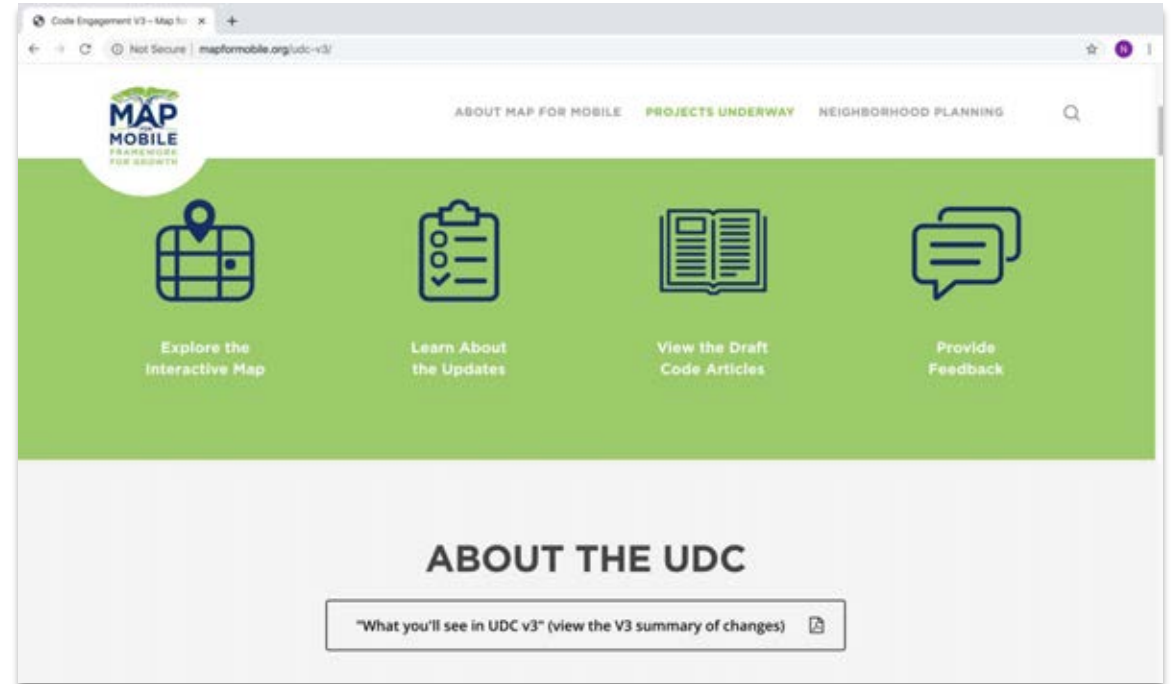 Code Engagement V3 – Map for
Not Secure | mapformobile.org/udc-v3/
N
MAP
FOR
MOBILE
FRAMEWORK
FOR GROWTH
ABOUT MAP FOR MOBILE PROJECTS UNDERWAY NEIGHBORHOOD PLANNING
Explore the
Interactive Map
Learn About
the Updates
View the Draft
Code Articles
Provide
Feedback
ABOUT THE UDC
"What you'll see in UDC v3" (view the V3 summary of changes)